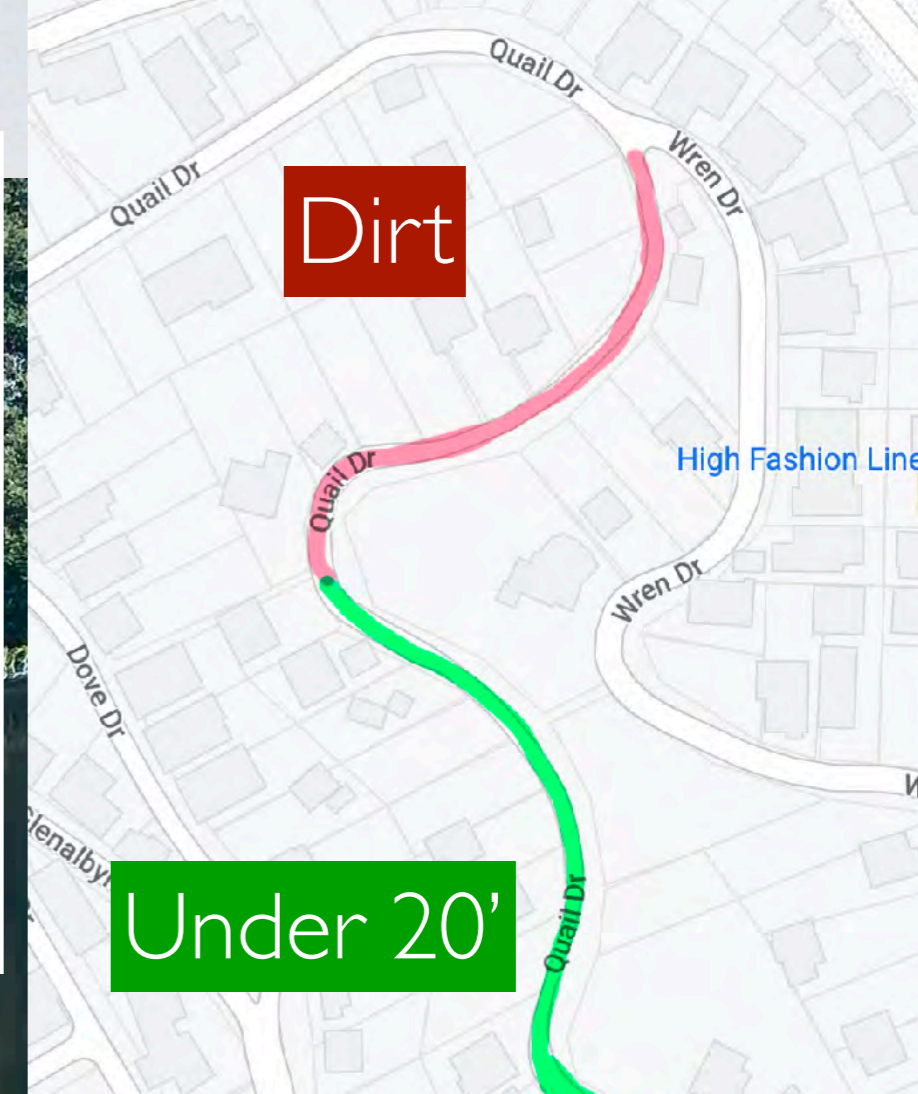 Quail Dr
Wren Dr
Quail Dr
Dirt
High Fashion Line
Quail Dr
Wren Dr
Dove Dr
Under 20’
Quail Dr